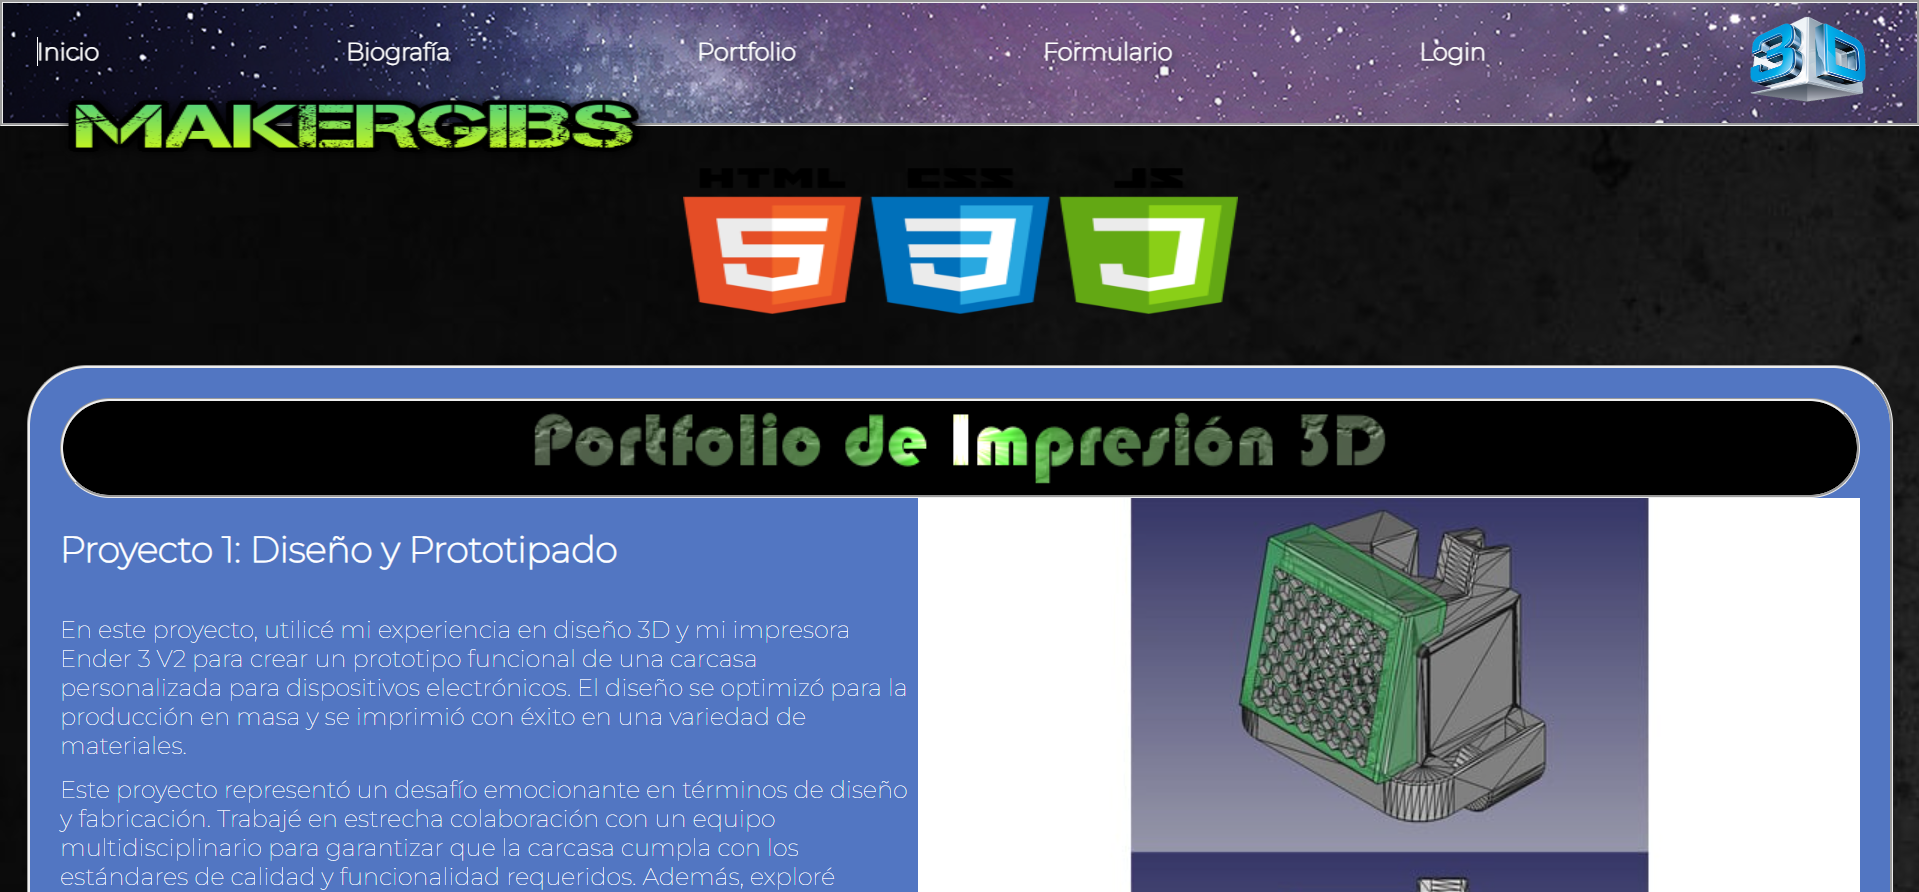 Inicio
Biografía
Portfolio
Formulario
Login
3D
MAKERGIBS
HTML CSS JS
5 3 J
Portfolio de Impresión 3D
Proyecto 1: Diseño y Prototipado
En este proyecto, utilicé mi experiencia en diseño 3D y mi impresora
Ender 3 V2 para crear un prototipo funcional de una carcasa
personalizada para dispositivos electrónicos. El diseño se optimizó para la
producción en masa y se imprimió con éxito en una variedad de
materiales.
Este proyecto representó un desafío emocionante en términos de diseño
y fabricación. Trabajé en estrecha colaboración con un equipo
multidisciplinario para garantizar que la carcasa cumpla con los
estándares de calidad y funcionalidad requeridos. Además, exploré